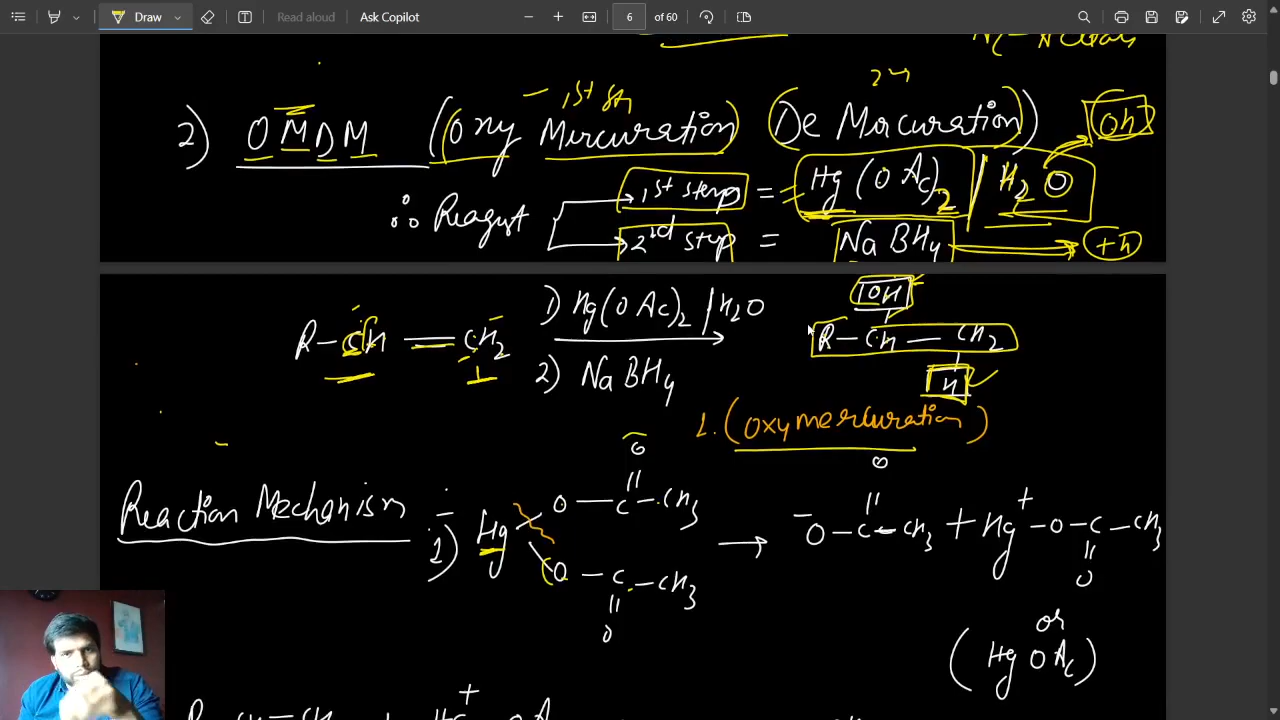 Draw
Read aloud
Ask Copilot
6
of 60
2) OMDM (Oxy Mercuration) (De Mercuration)
1st
OH
∴ Reagent
1st step = Hg(OAc)2 / H2O
2nd step = NaBH4
+H
R-CH=CH2
1) Hg(OAc)2/H2O
2) NaBH4
OH
R-CH-CH2
H
1. (oxymercuration)
Reaction Mechanism
1) Hg
O-C-CH3
O
O-C-CH3
O
-O-C-CH3 + Hg+-O-C-CH3
O
O
or
(HgOAc)